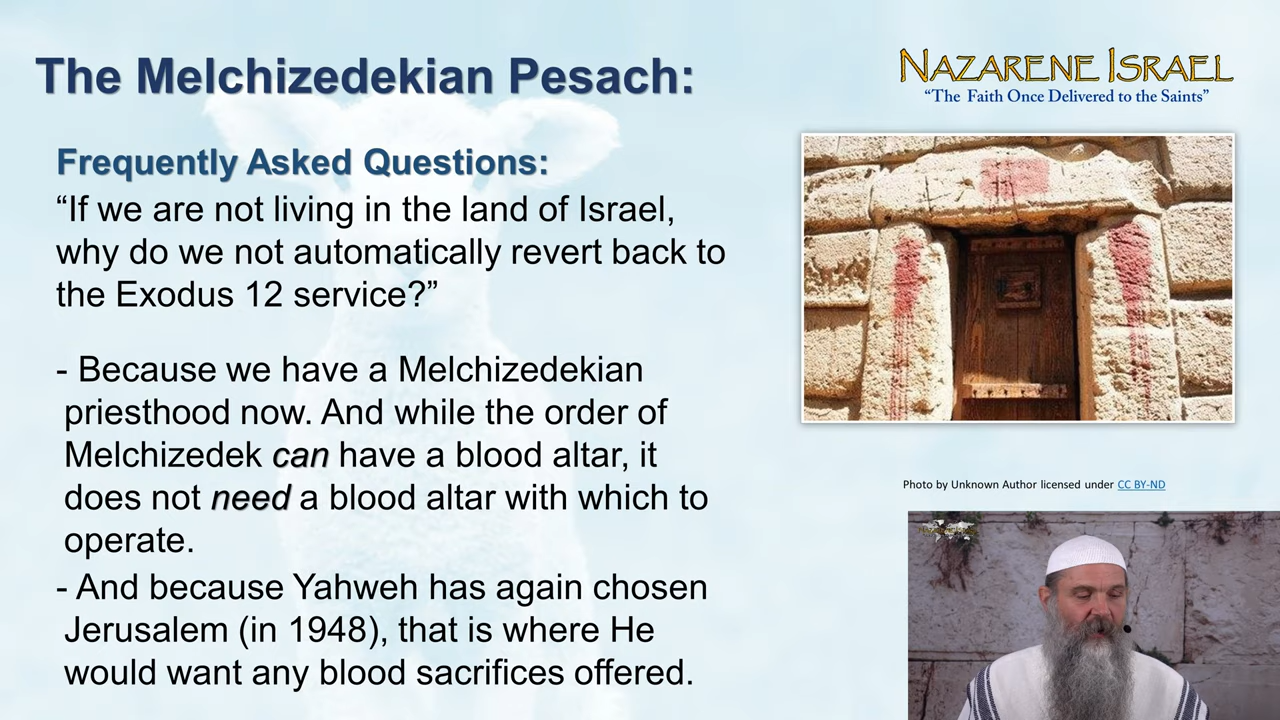 The Melchizedekian Pesach:
NAZARENE ISRAEL
“The Faith Once Delivered to the Saints”
Frequently Asked Questions:
“If we are not living in the land of Israel,
why do we not automatically revert back to
the Exodus 12 service?”
- Because we have a Melchizedekian
priesthood now. And while the order of
Melchizedek can have a blood altar, it
does not need a blood altar with which to
operate.
- And because Yahweh has again chosen
Jerusalem (in 1948), that is where He
would want any blood sacrifices offered.
Photo by Unknown Author licensed under CC BY-ND